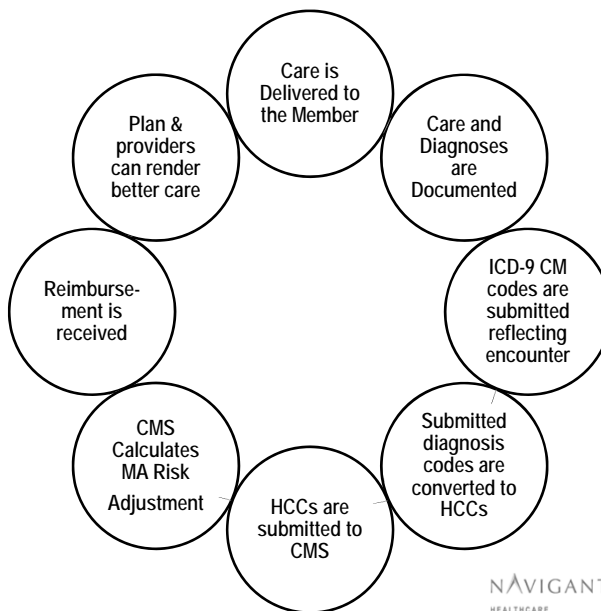 Care is
Delivered to
the Member
Care and
Diagnoses
are
Documented
ICD-9 CM
codes are
submitted
reflecting
encounter
Submitted
diagnosis
codes are
converted to
HCCs
HCCs are
submitted to
CMS
CMS
Calculates
MA Risk
Adjustment
Reimburse-
ment is
received
Plan &
providers
can render
better care
NAVIGANT
HEALTHCARE